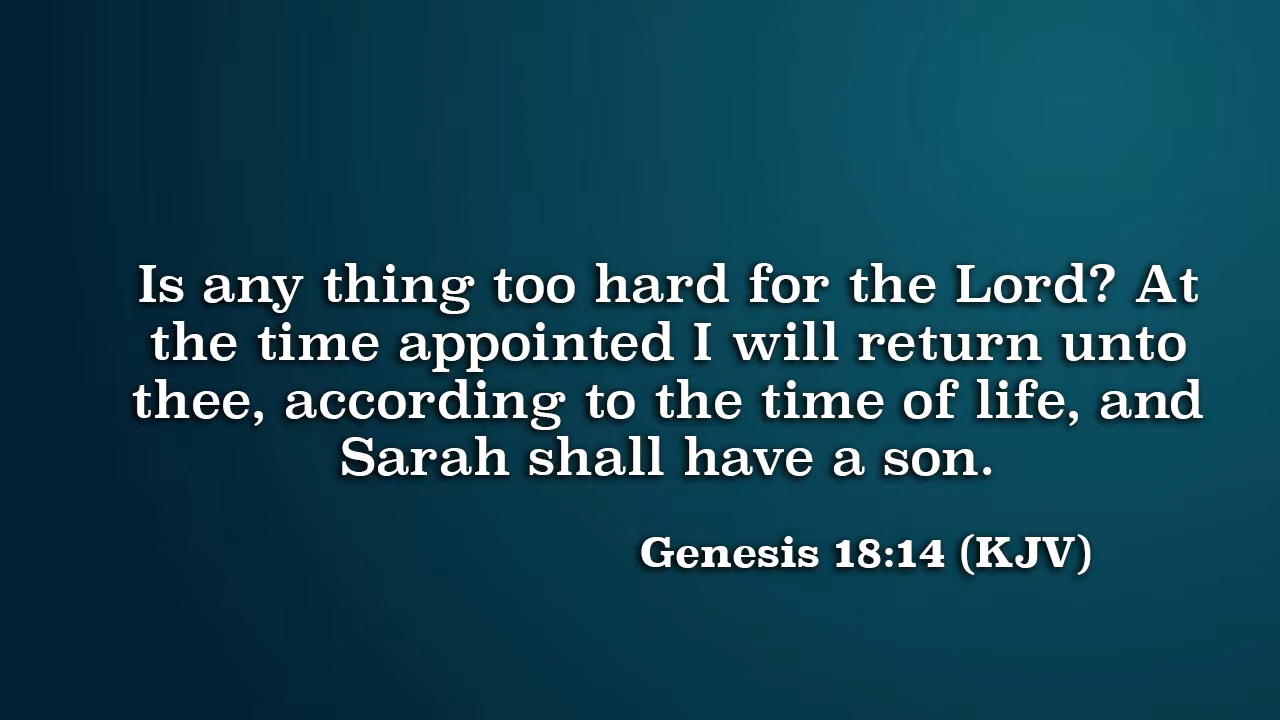 Is any thing too hard for the Lord? At
the time appointed I will return unto
thee, according to the time of life, and
Sarah shall have a son.
Genesis 18:14 (KJV)